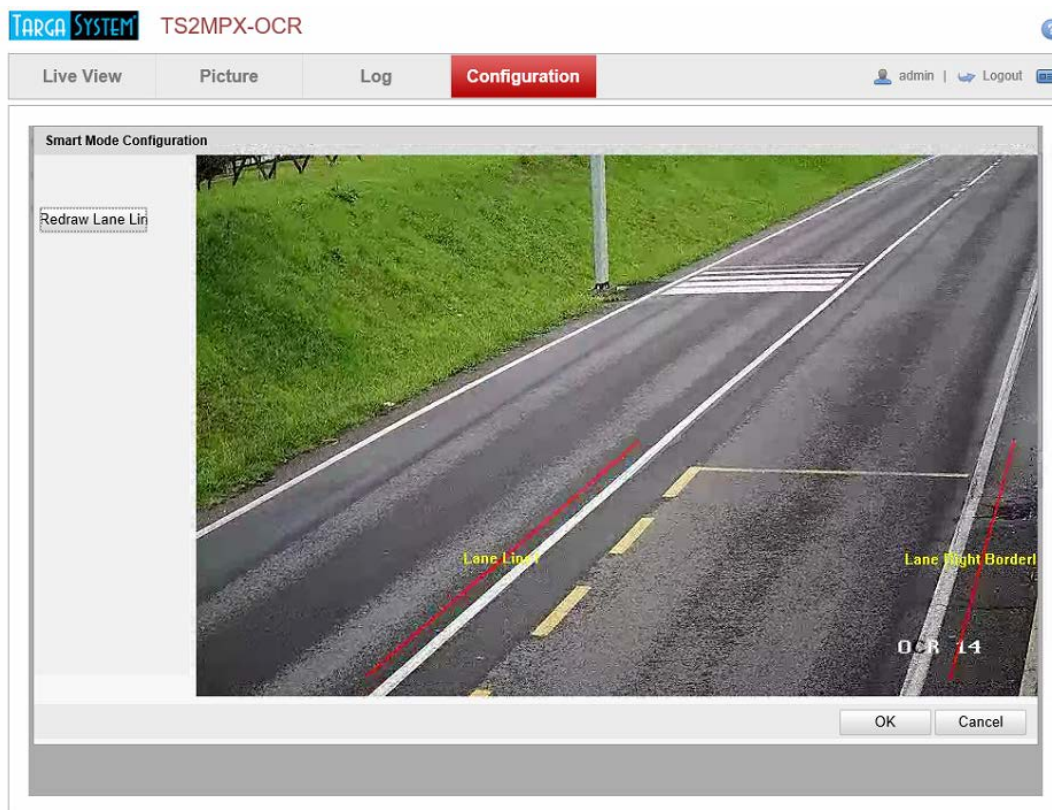 TARGA SYSTEM TS2MPX-OCR
Live View Picture Log Configuration admin | Logout
Smart Mode Configuration
Redraw Lane Lin
Lane Line1
Lane Right Borderl
OCR 14
OK Cancel